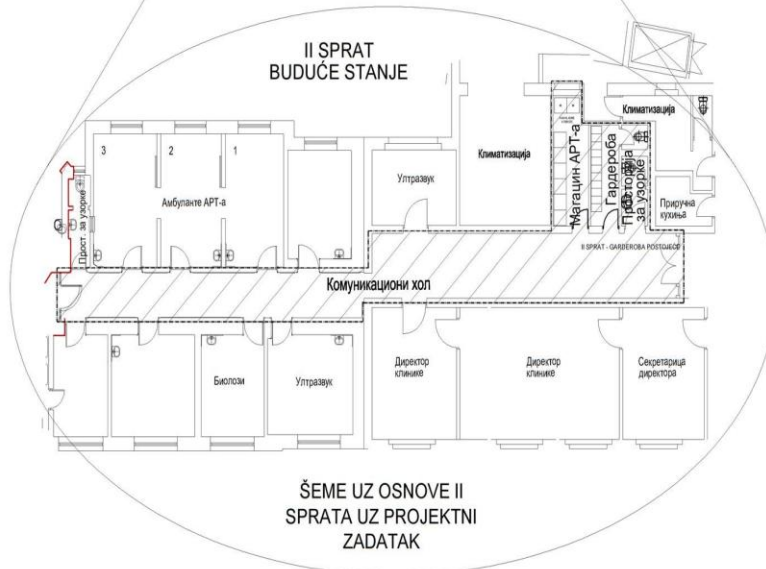 II SPRAT
BUDUĆE STANJE
Климатизација
3
2
1
Климатизација
Ултразвук
Амбуланте АРТ-а
Прост. за узорке
Магацин АРТ-а
Гардероба
Просторија
за узорке
Приручна
кухиња
II SPRAT - GARDEROBA POSTOJEĆE
Комуникациони хол
Биолози
Ултразвук
Директор
клинике
Директор
клинике
Секретарица
директора
ŠEME UZ OSNOVE II
SPRATA UZ PROJEKTNI
ZADATAK